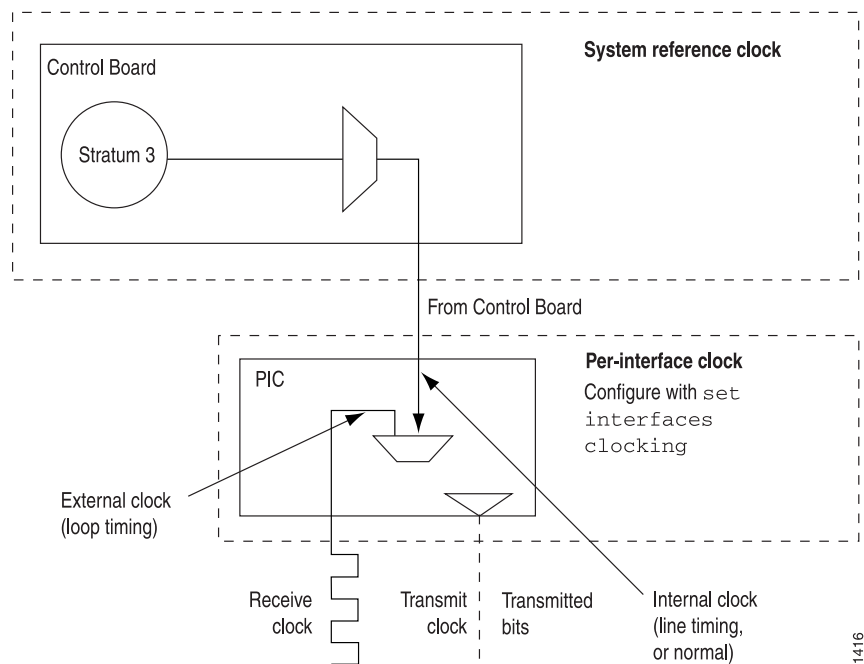 System reference clock
Control Board
Stratum 3
From Control Board
Per-interface clock
Configure with set
interfaces
clocking
PIC
External clock
(loop timing)
Receive
clock
Transmit
clock
Transmitted
bits
Internal clock
(line timing,
or normal)
1416